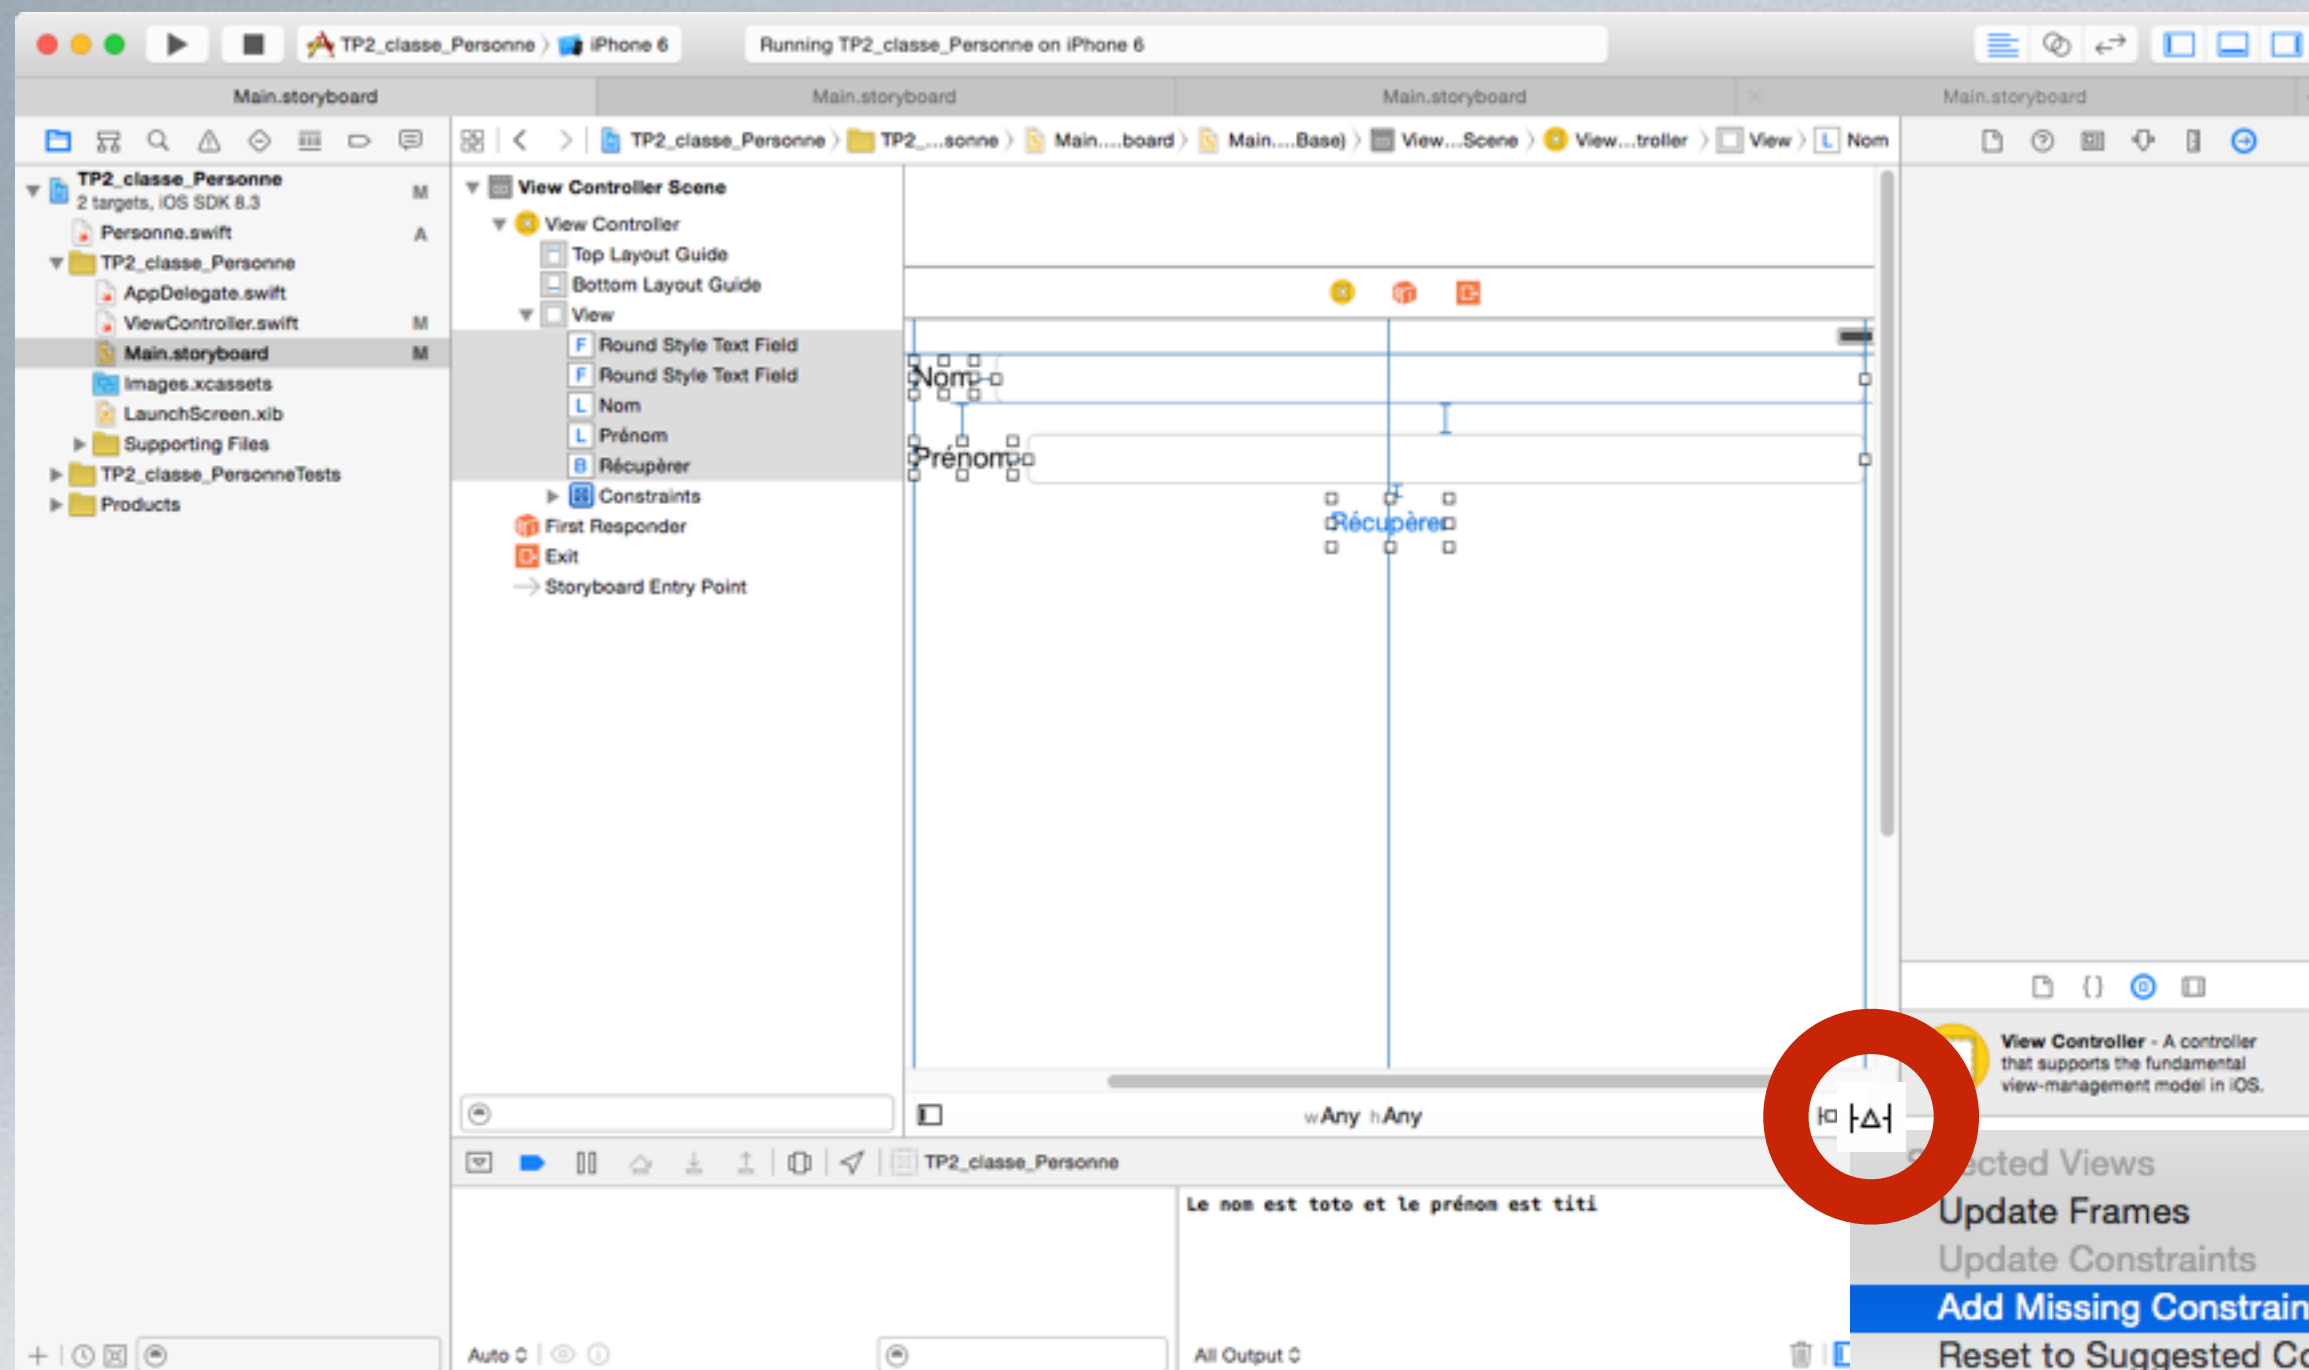 TP2_classe_Personne 〉 iPhone 6
Running TP2_classe_Personne on iPhone 6
Main.storyboard
Main.storyboard
Main.storyboard
Main.storyboard
TP2_classe_Personne 〉 TP2_...sonne 〉 Main....board 〉 Main....Base) 〉 View...Scene 〉 View...troller 〉 View 〉 L Nom
TP2_classe_Personne M
2 targets, iOS SDK 8.3
Personne.swift A
TP2_classe_Personne
AppDelegate.swift
ViewController.swift M
Main.storyboard M
Images.xcassets
LaunchScreen.xib
Supporting Files
TP2_classe_PersonneTests
Products
View Controller Scene
View Controller
Top Layout Guide
Bottom Layout Guide
View
F Round Style Text Field
F Round Style Text Field
L Nom
L Prénom
B Récupèrer
Constraints
First Responder
Exit
Storyboard Entry Point
Nom
Prénom
Récupèrer
wAny hAny
View Controller - A controller
that supports the fundamental
view-management model in iOS.
TP2_classe_Personne
Le nom est toto et le prénom est titi
Auto
All Output
Views
Update Frames
Update Constraints
Add Missing
Reset to Suggested